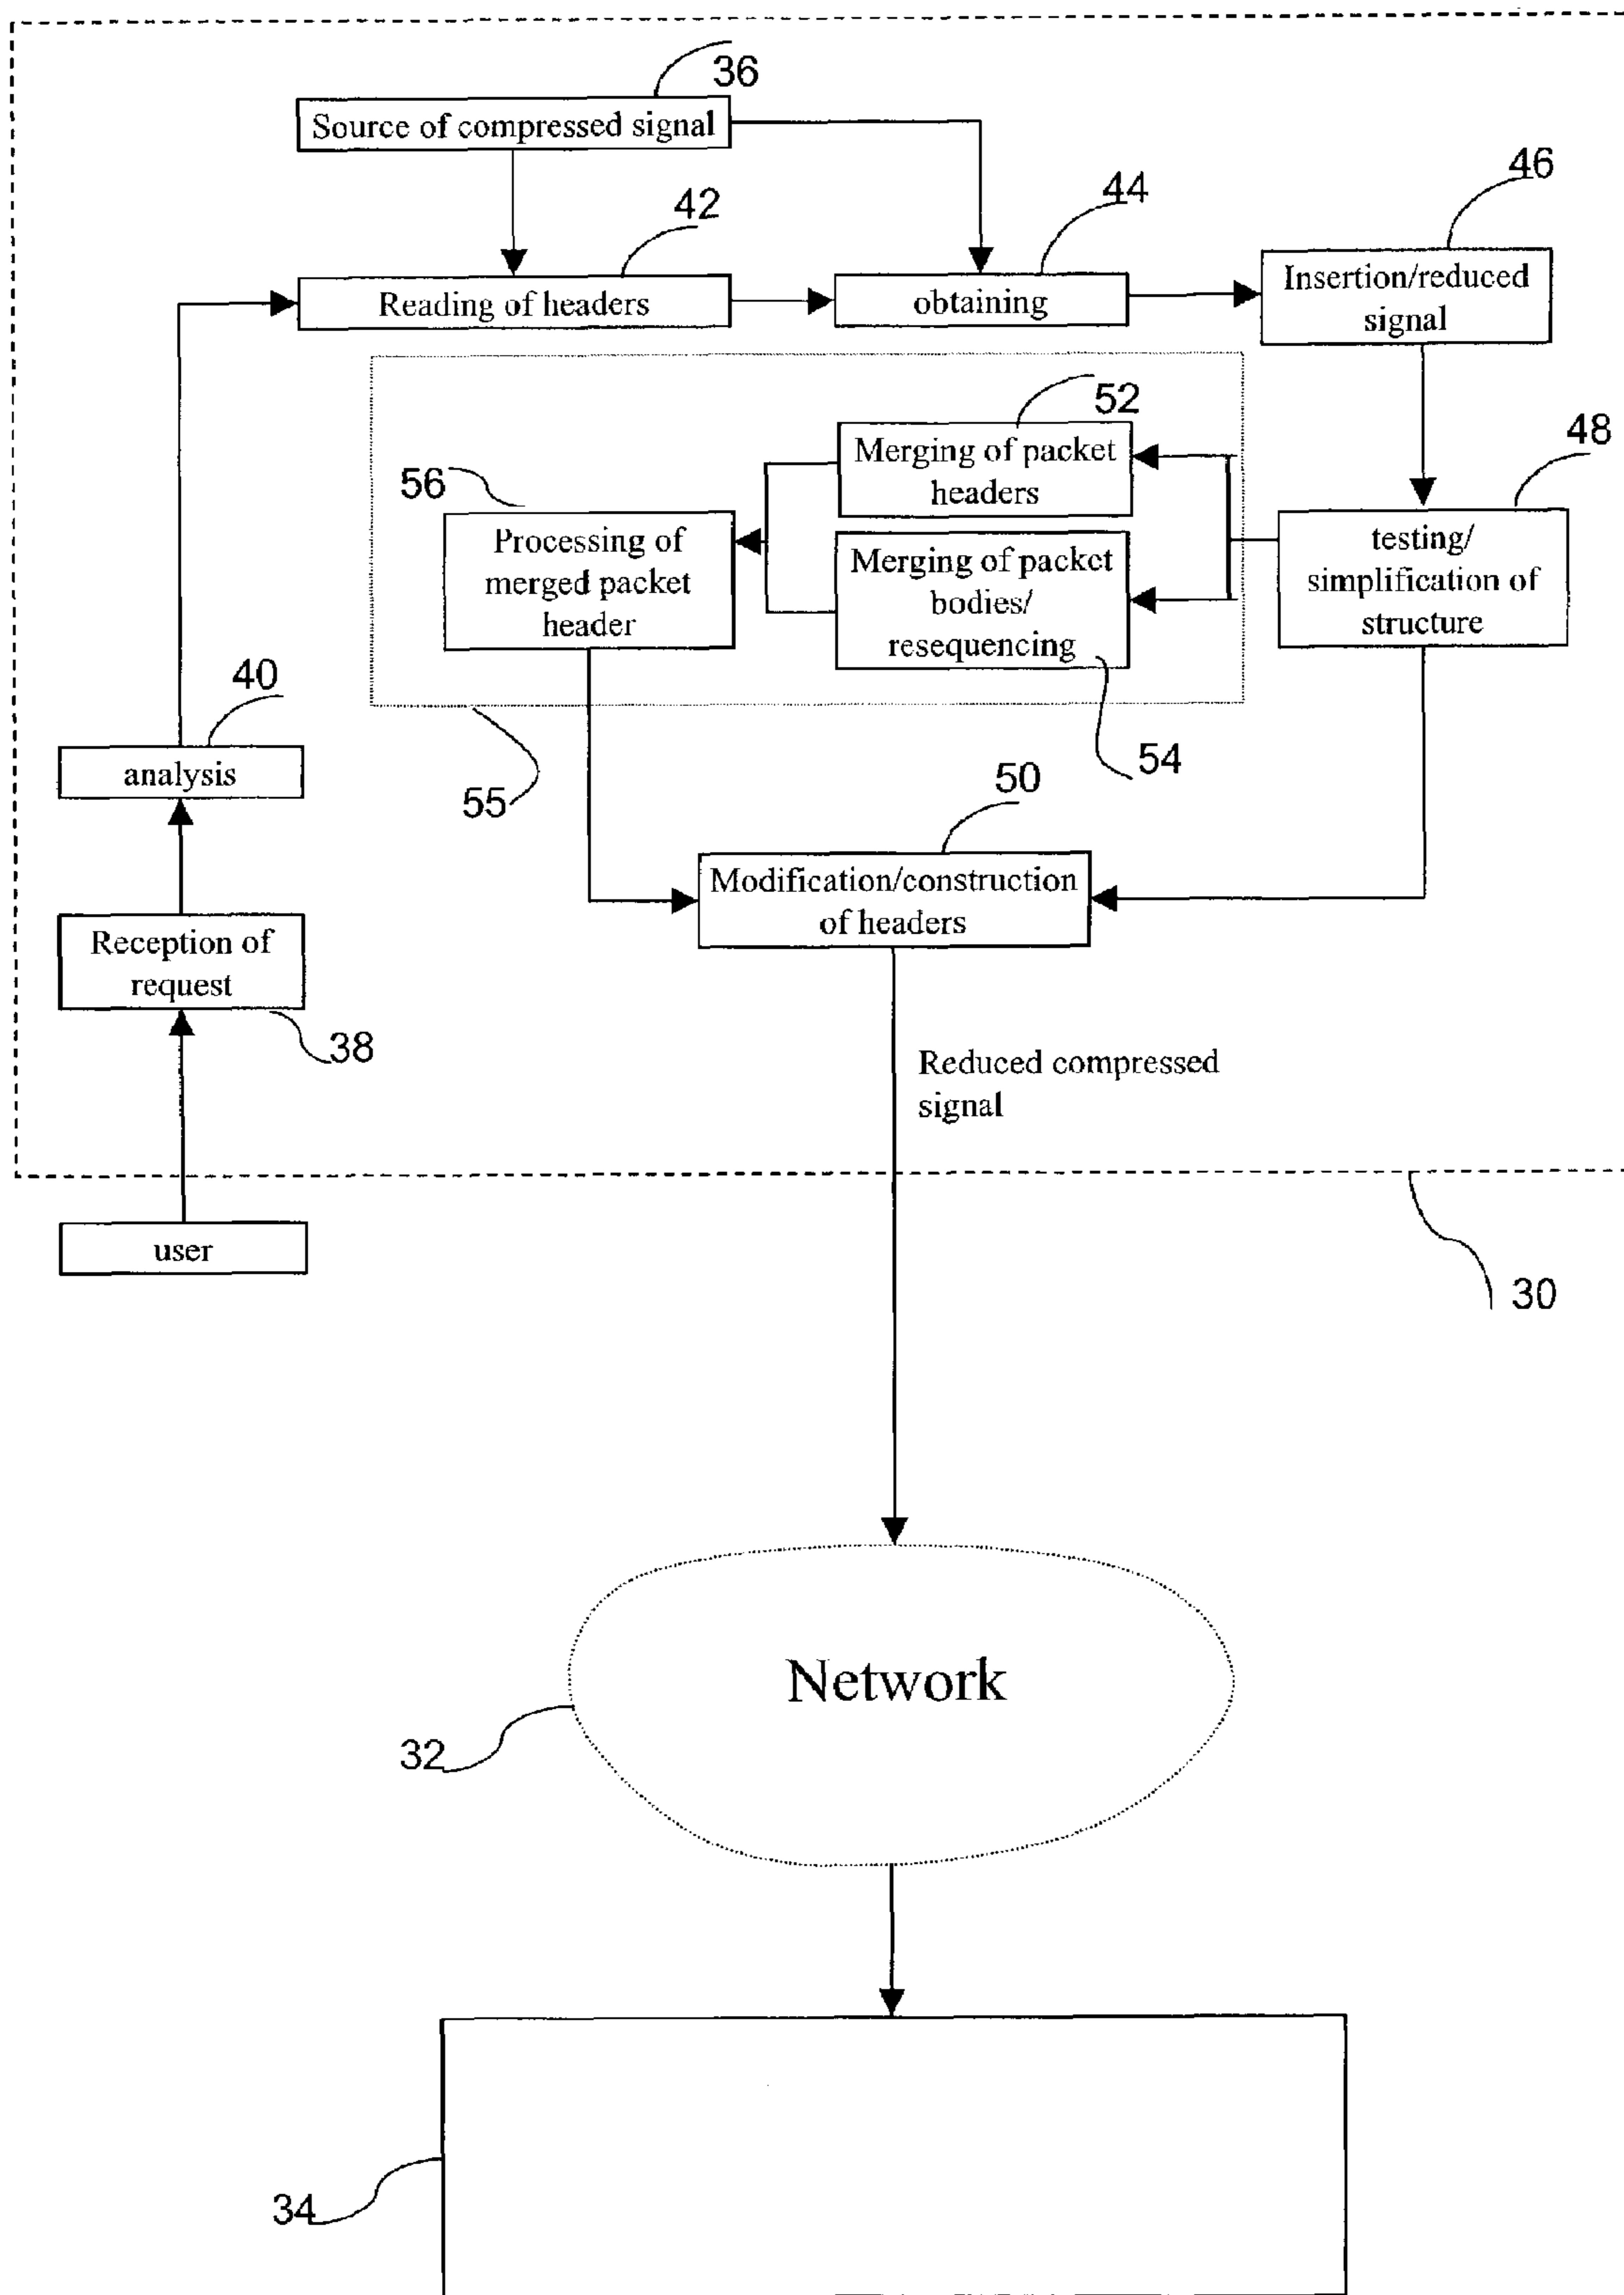 36
Source of compressed signal
42
44
46
Reading of headers
obtaining
Insertion/reduced
signal
52
Merging of packet
headers
48
56
Processing of
merged packet
header
Merging of packet
bodies/
resequencing
testing/
simplification of
structure
40
analysis
54
55
50
Modification/construction
of headers
Reception of
request
38
Reduced compressed
signal
user
30
Network
32
34